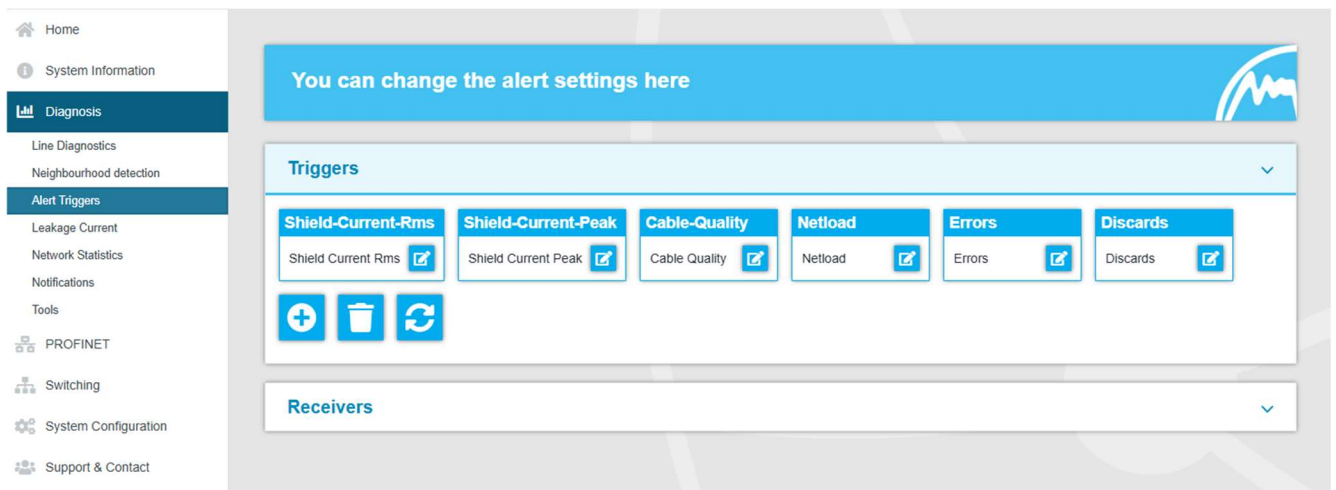 Home
System Information
Diagnosis
Line Diagnostics
Neighbourhood detection
Alert Triggers
Leakage Current
Network Statistics
Notifications
Tools
PROFINET
Switching
System Configuration
Support & Contact
You can change the alert settings here
Triggers
Shield-Current-Rms
Shield Current Rms
Shield-Current-Peak
Shield Current Peak
Cable-Quality
Cable Quality
Netload
Netload
Errors
Errors
Discards
Discards
Receivers